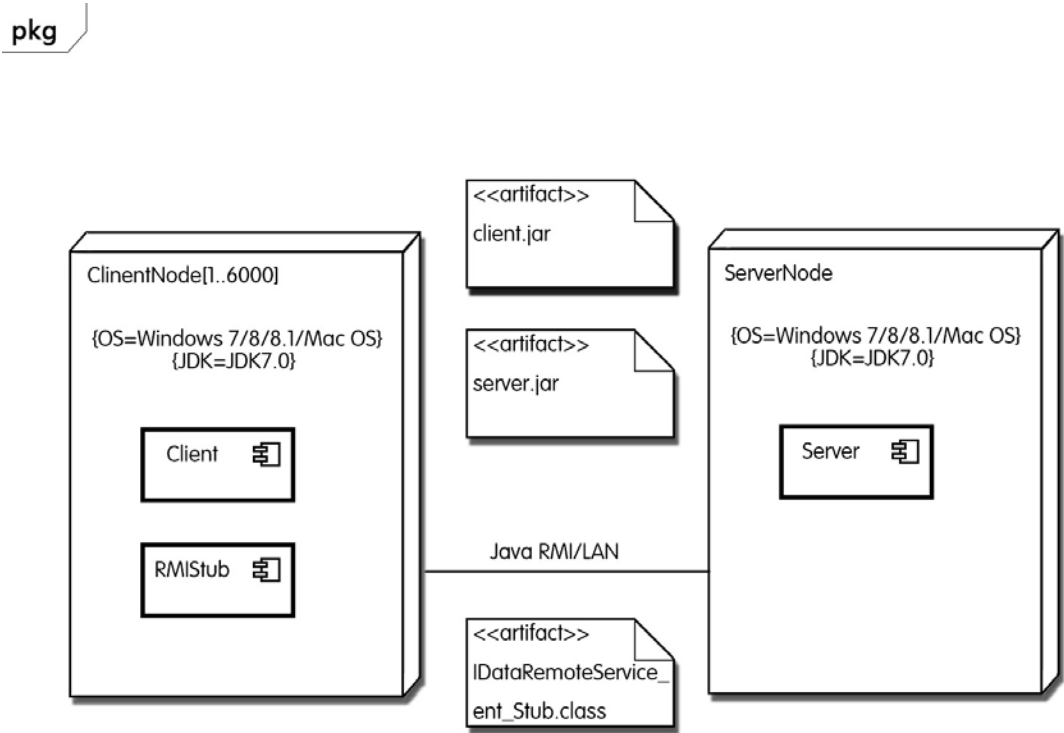 pkg
<<artifact>>
client.jar
ClinentNode[1..6000]
{OS=Windows 7/8/8.1/Mac OS}
{JDK=JDK7.0}
Client
RMIStub
<<artifact>>
server.jar
Java RMI/LAN
<<artifact>>
IDataRemoteService_
ent_Stub.class
ServerNode
{OS=Windows 7/8/8.1/Mac OS}
{JDK=JDK7.0}
Server